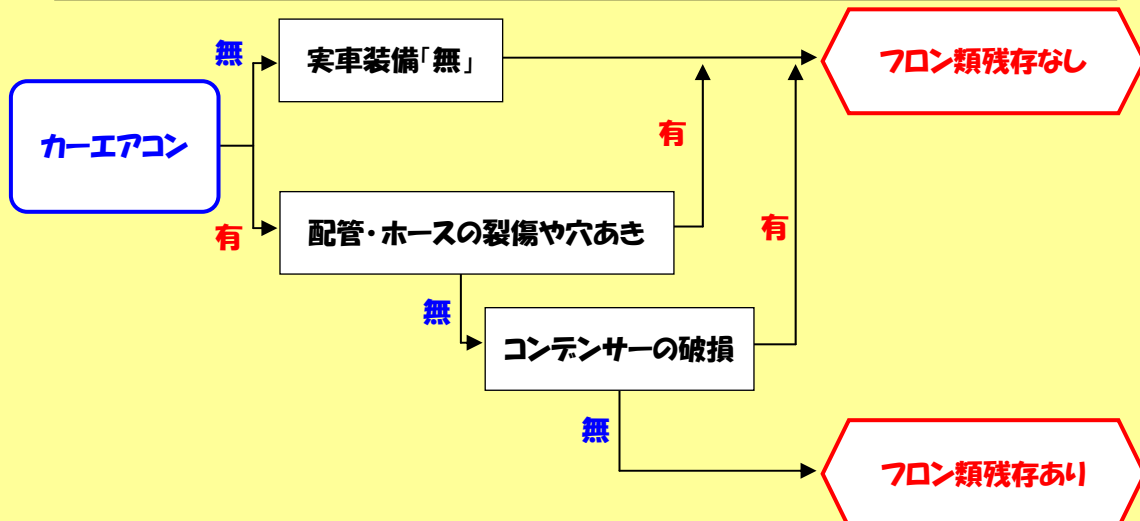 無
実車装備「無」
フロン類残存なし
カーエアコン
有
有
配管・ホースの裂傷や穴あき
有
無
コンデンサーの破損
無
フロン類残存あり